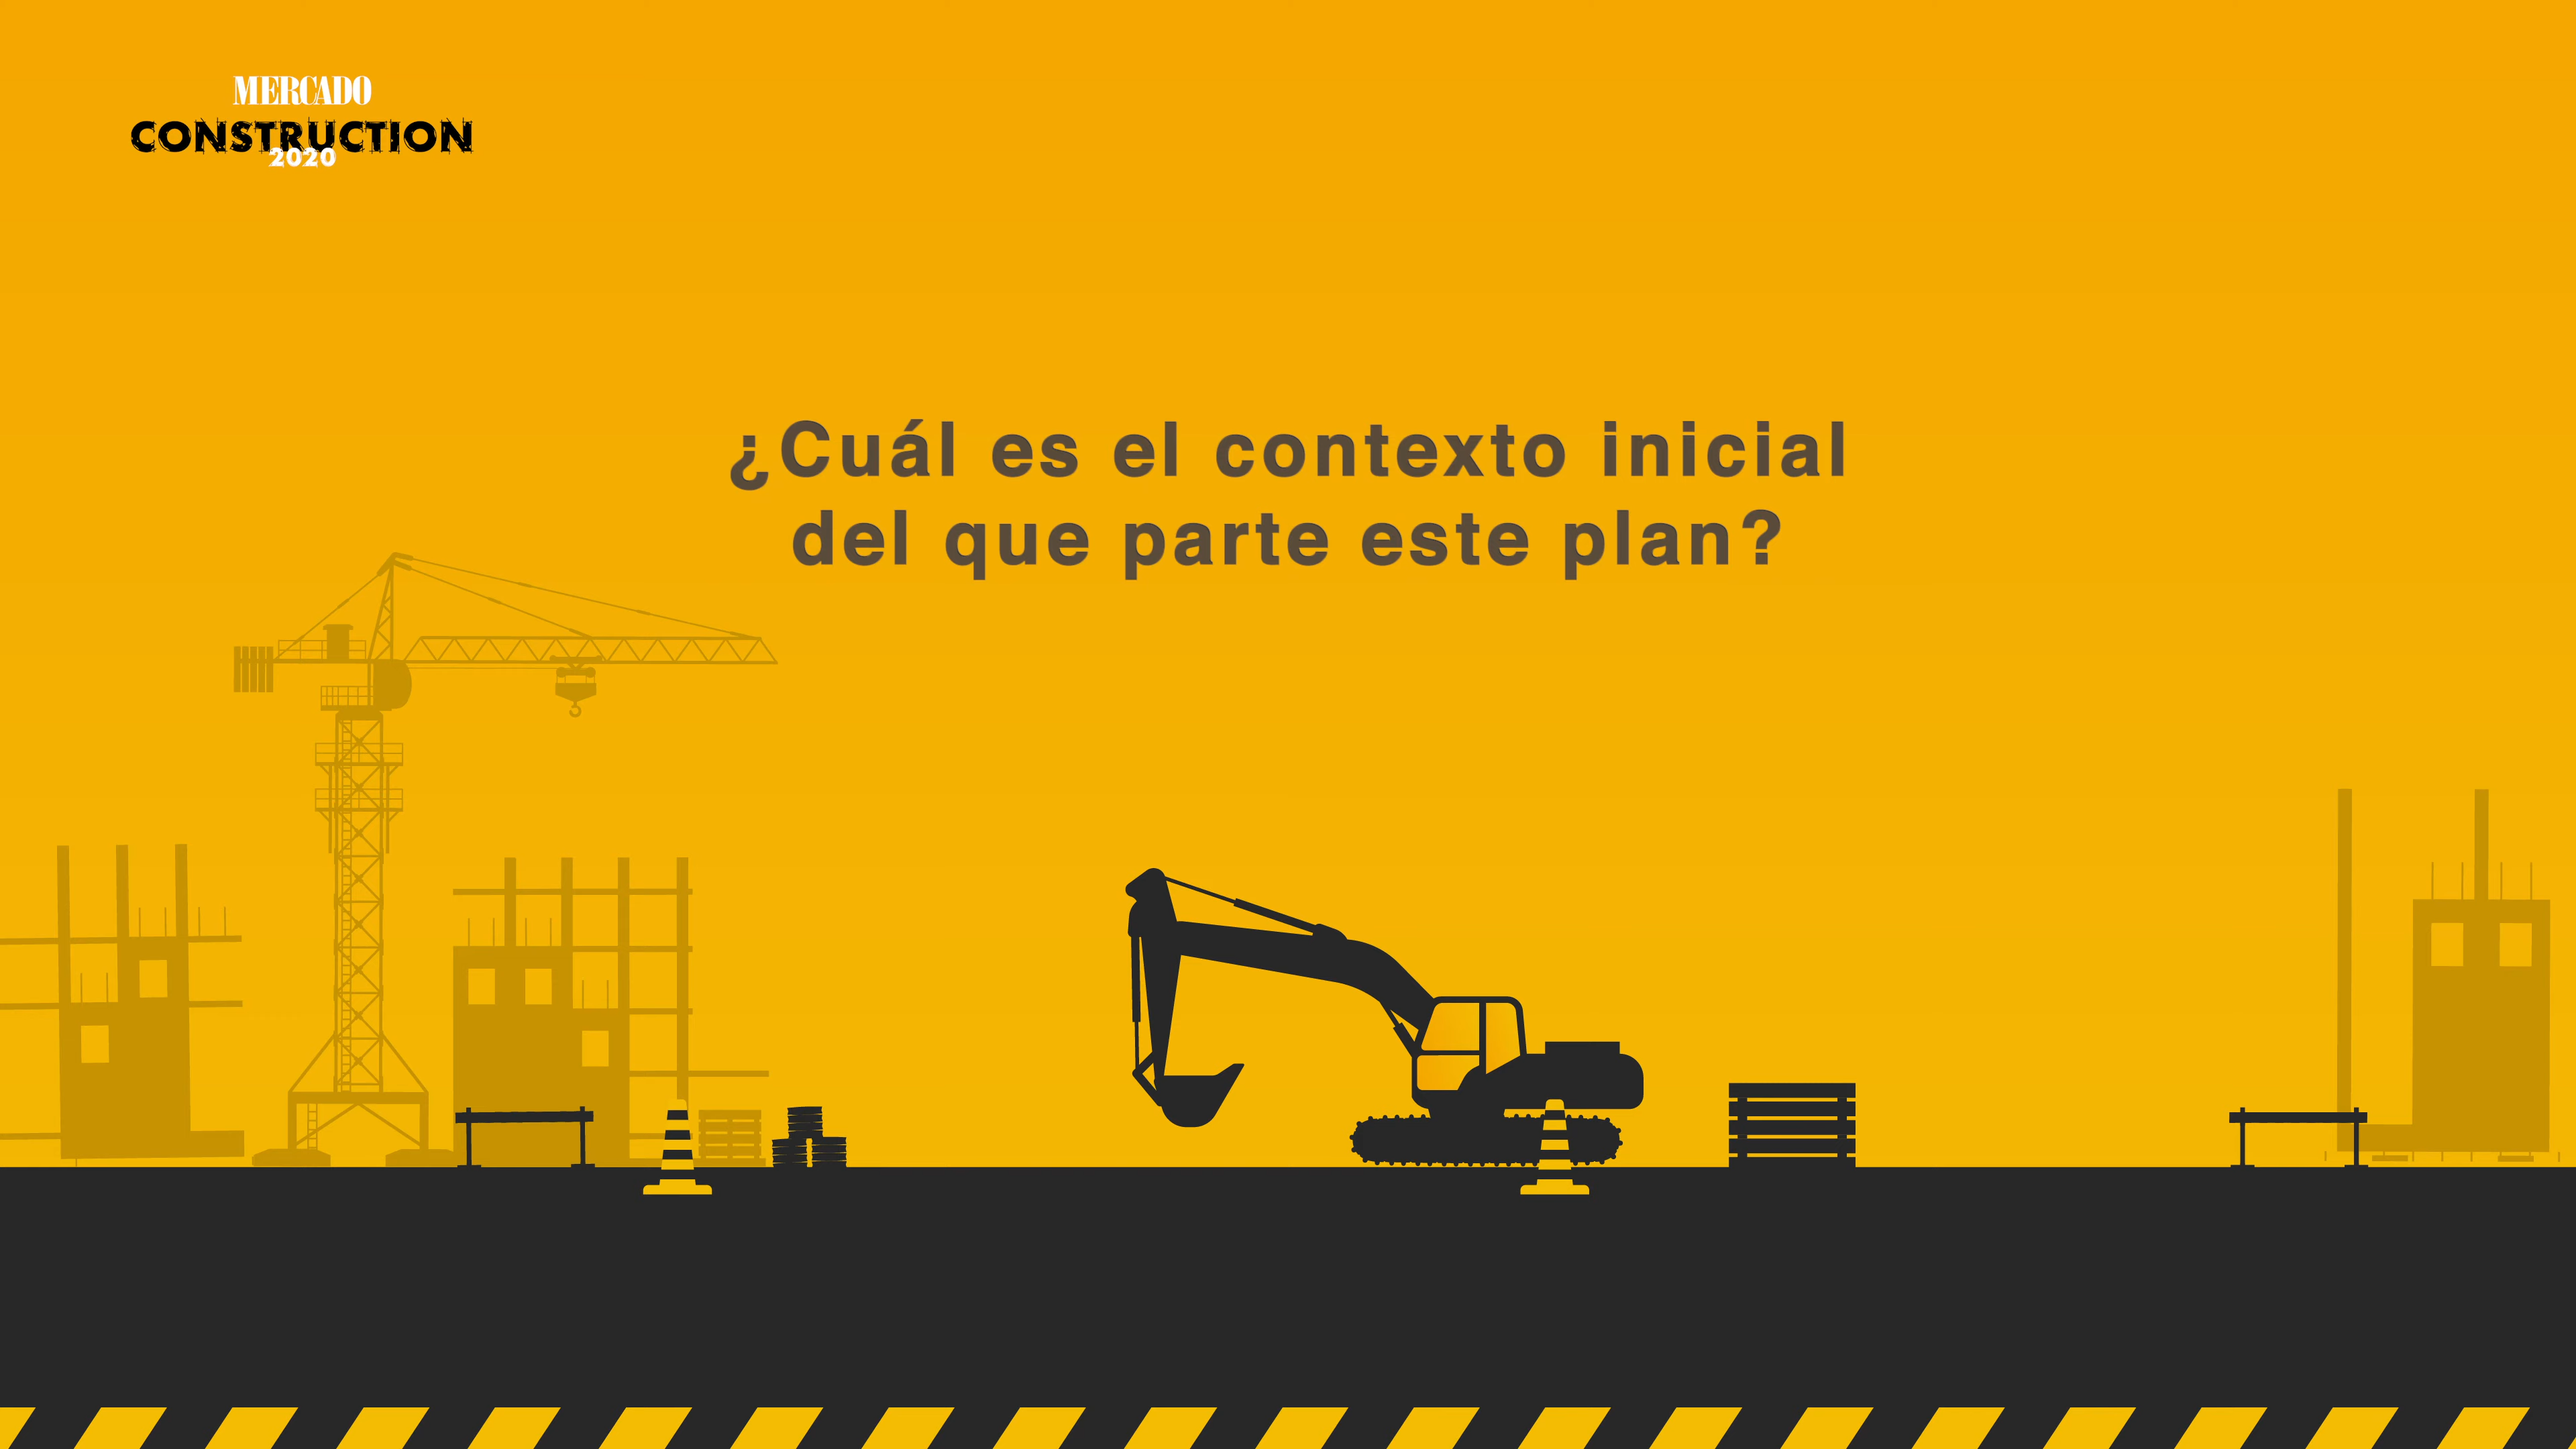 MERCADO
CONSTRUCTION
2020
¿Cuál es el contexto inicial
del que parte este plan?